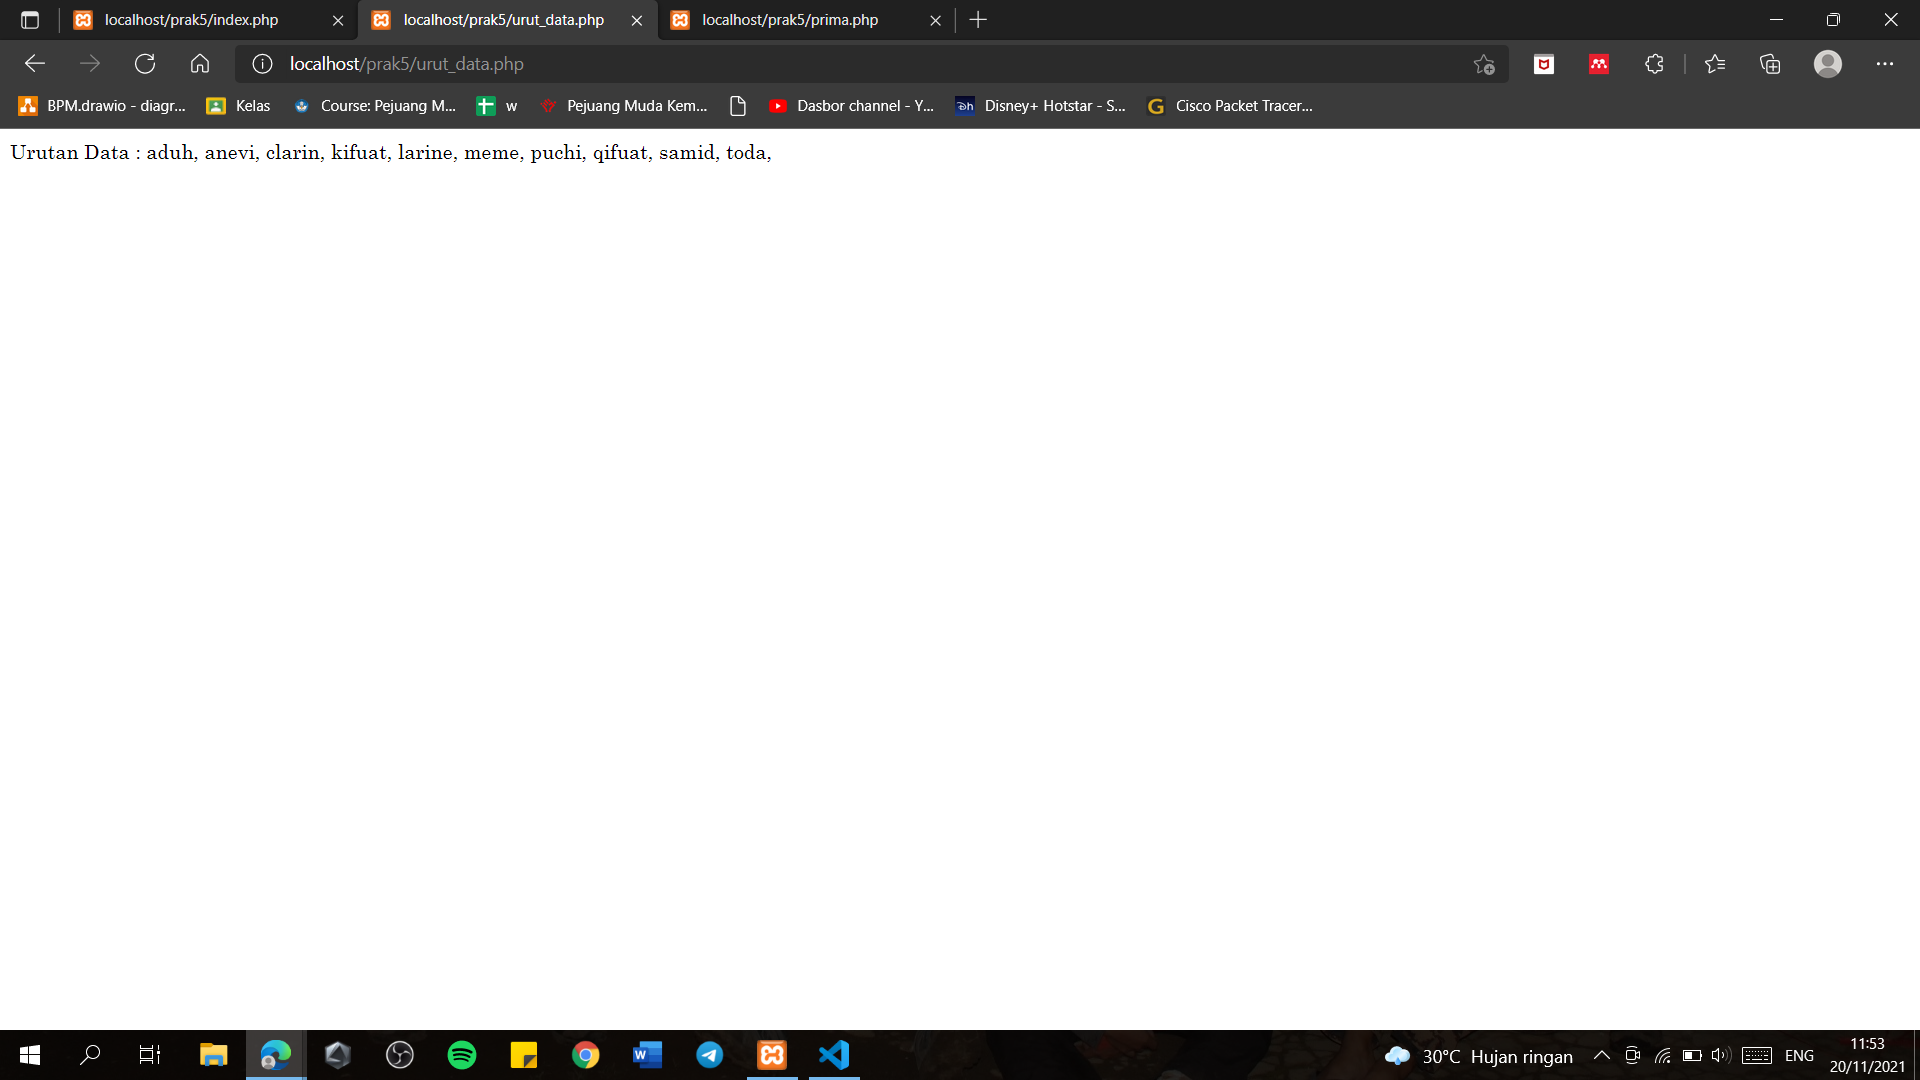 localhost/prak5/index.php
localhost/prak5/urut_data.php
localhost/prak5/prima.php
localhost/prak5/urut_data.php
BPM.drawio - diagr...
Kelas
Course: Pejuang M...
w
Pejuang Muda Kem...
Dasbor channel - Y...
Disney+ Hotstar - S...
Cisco Packet Tracer...
Urutan Data : aduh, anevi, clarin, kifuat, larine, meme, puchi, qifuat, samid, toda,
30°C Hujan ringan
ENG
11:53
20/11/2021